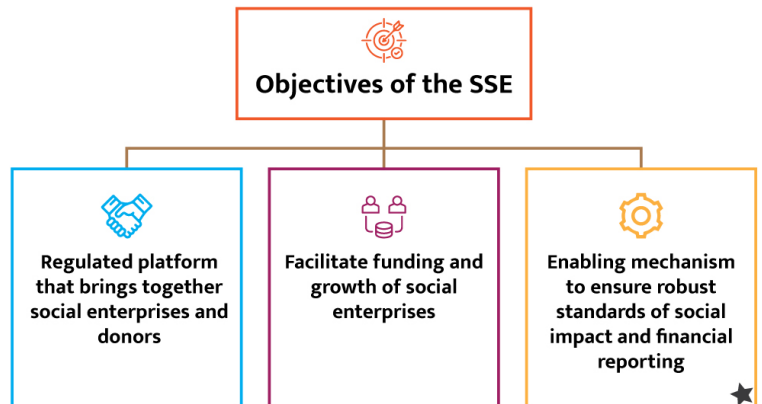 Objectives of the SSE
Regulated platform
that brings together
social enterprises and
donors
Facilitate funding and
growth of social
enterprises
Enabling mechanism
to ensure robust
standards of social
impact and financial
reporting